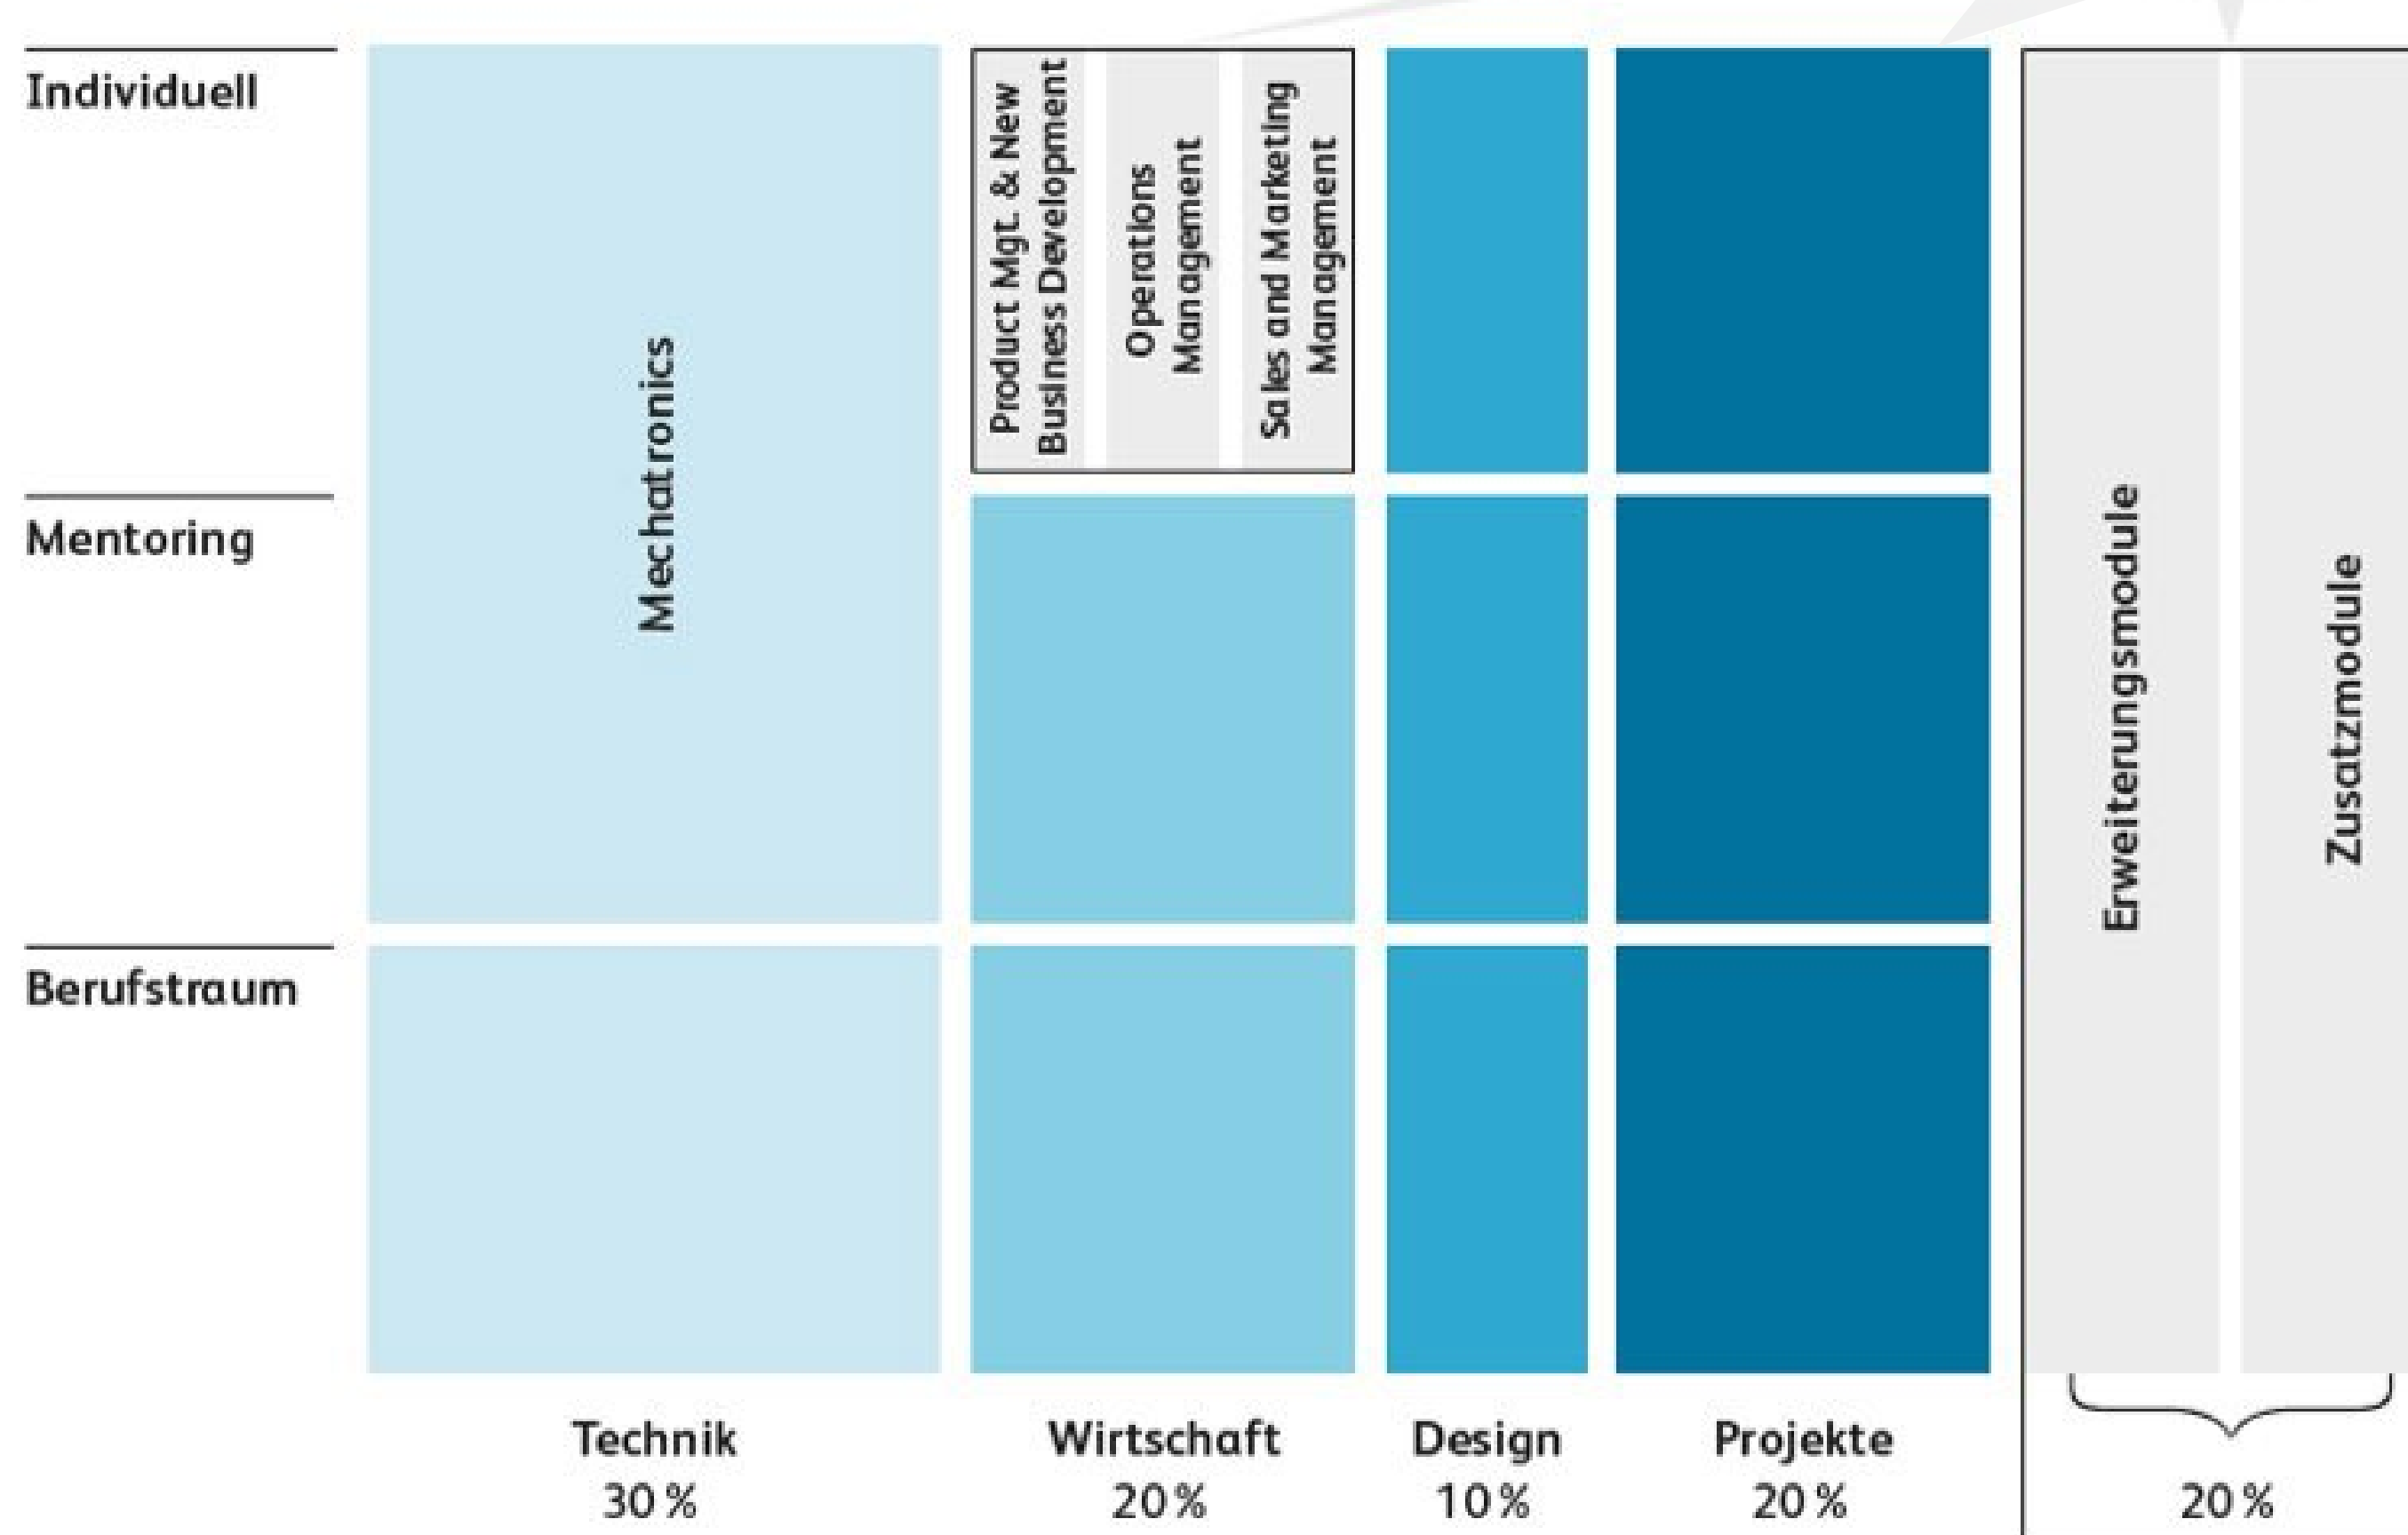 Individuell
Mentoring
Berufstraum
Mechatronics
Product Mgt. & New
Business Development
Operations
Management
Sales and Marketing
Management
Erweiterungsmodule
Zusatzmodule
Technik
30 %
Wirtschaft
20 %
Design
10 %
Projekte
20 %
20 %